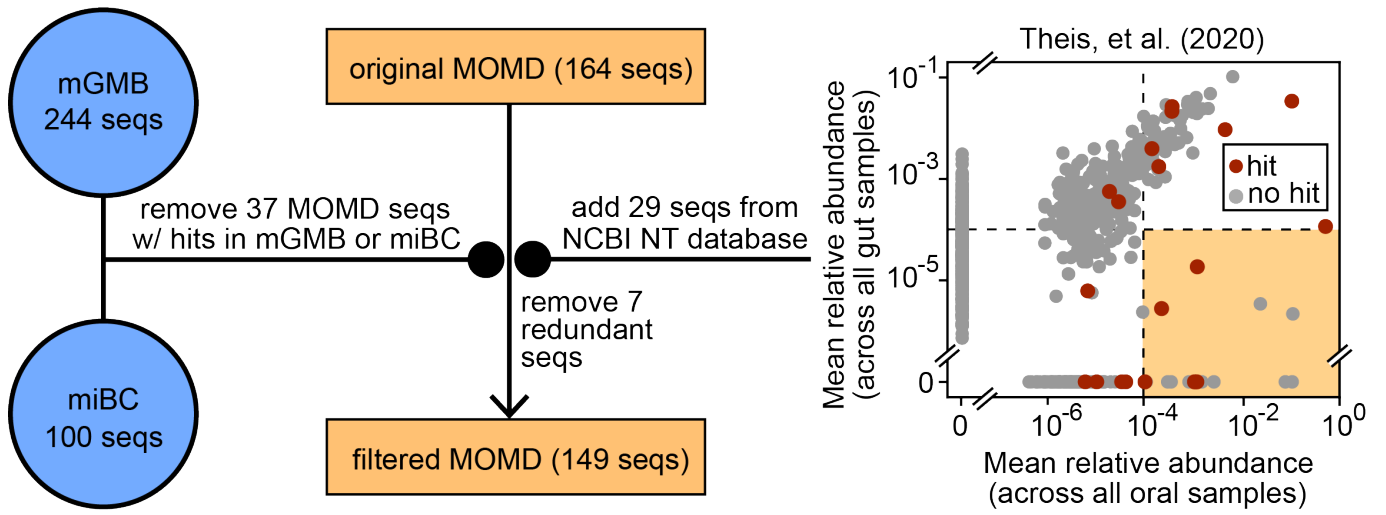 mGMB
244 seqs
original MOMD (164 seqs)
remove 37 MOMD seqs
w/ hits in mGMB or miBC
add 29 seqs from
NCBI NT database
remove 7
redundant
seqs
miBC
100 seqs
filtered MOMD (149 seqs)
Theis, et al. (2020)
Mean relative abundance
(across all gut samples)
10⁻¹
10⁻³
10⁻⁵
0
hit
no hit
0
10⁻⁶
10⁻⁴
10⁻²
10⁰
Mean relative abundance
(across all oral samples)